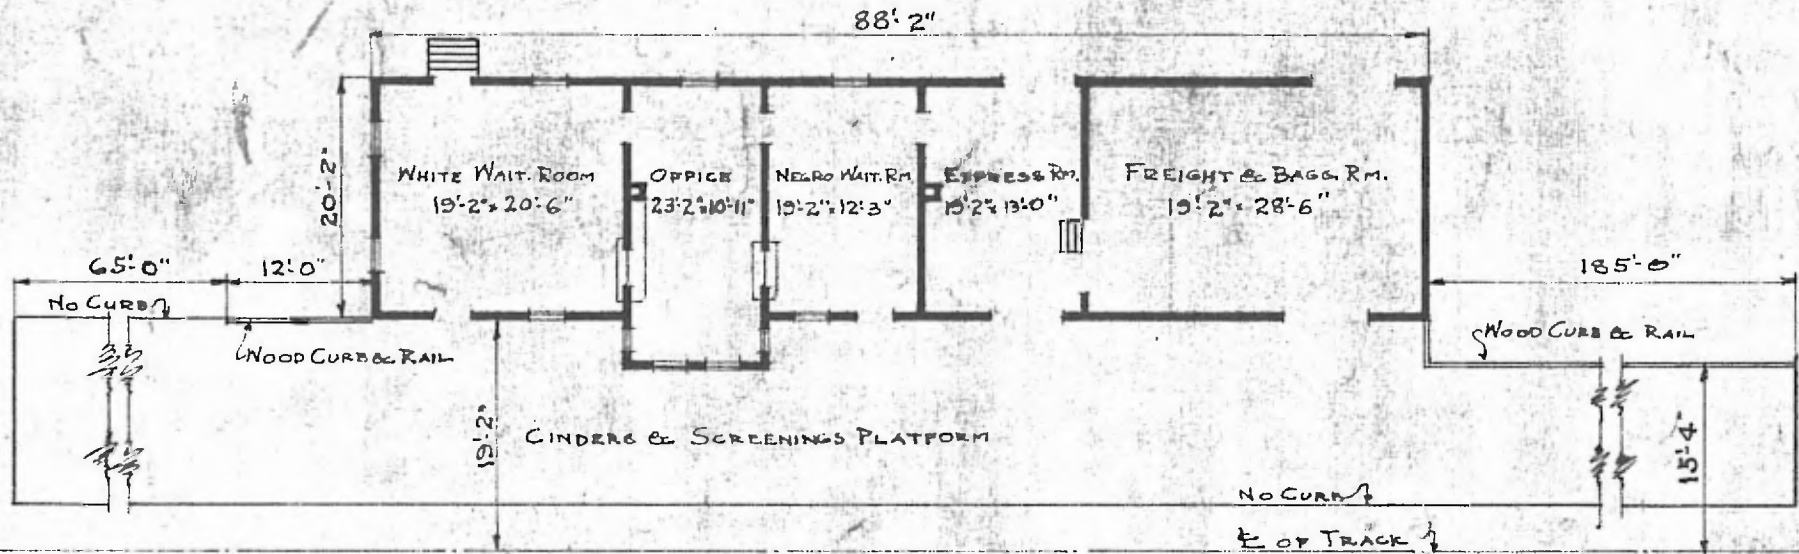 88'-2"
20'-2"
WHITE WAIT. ROOM
19'-2" x 20'-6"
OFFICE
23'-2" x 10'-11"
NEGRO WAIT. RM.
19'-2" x 12'-3"
EXPRESS RM.
19'-2" x 13'-0"
FREIGHT & BAGG. RM.
19'-2" x 28'-6"
65'-0"
12'-0"
185'-0"
NO CURB
WOOD CURB & RAIL
WOOD CURB & RAIL
19'-2"
CINDERS & SCREENINGS PLATFORM
15'-4"
NO CURB
℄ OF TRACK